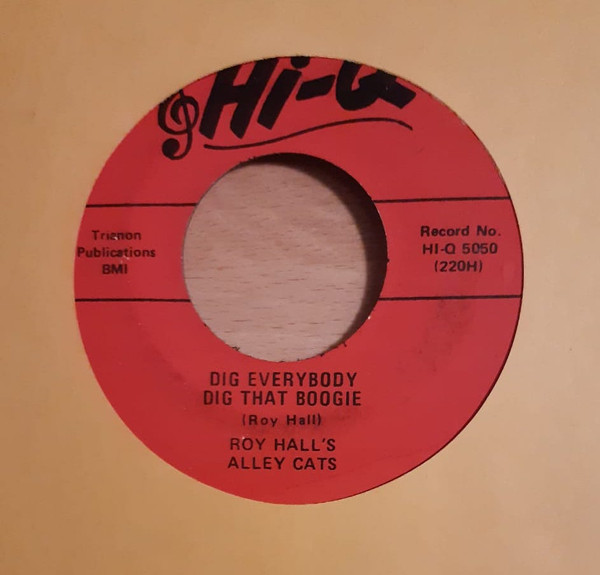 Hi-Q
Trianon
Publications
BMI
Record No.
HI-Q 5050
(220H)
DIG EVERYBODY
DIG THAT BOOGIE
(Roy Hall)
ROY HALL'S
ALLEY CATS